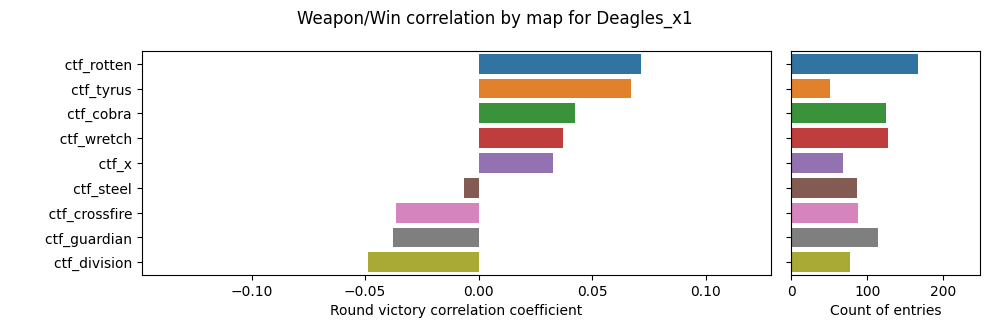 Weapon/Win correlation by map for Deagles_x1
ctf_rotten
ctf_tyrus
ctf_cobra
ctf_wretch
ctf_x
ctf_steel
ctf_crossfire
ctf_guardian
ctf_division
−0.10 −0.05 0.00 0.05 0.10
Round victory correlation coefficient
0 100 200
Count of entries